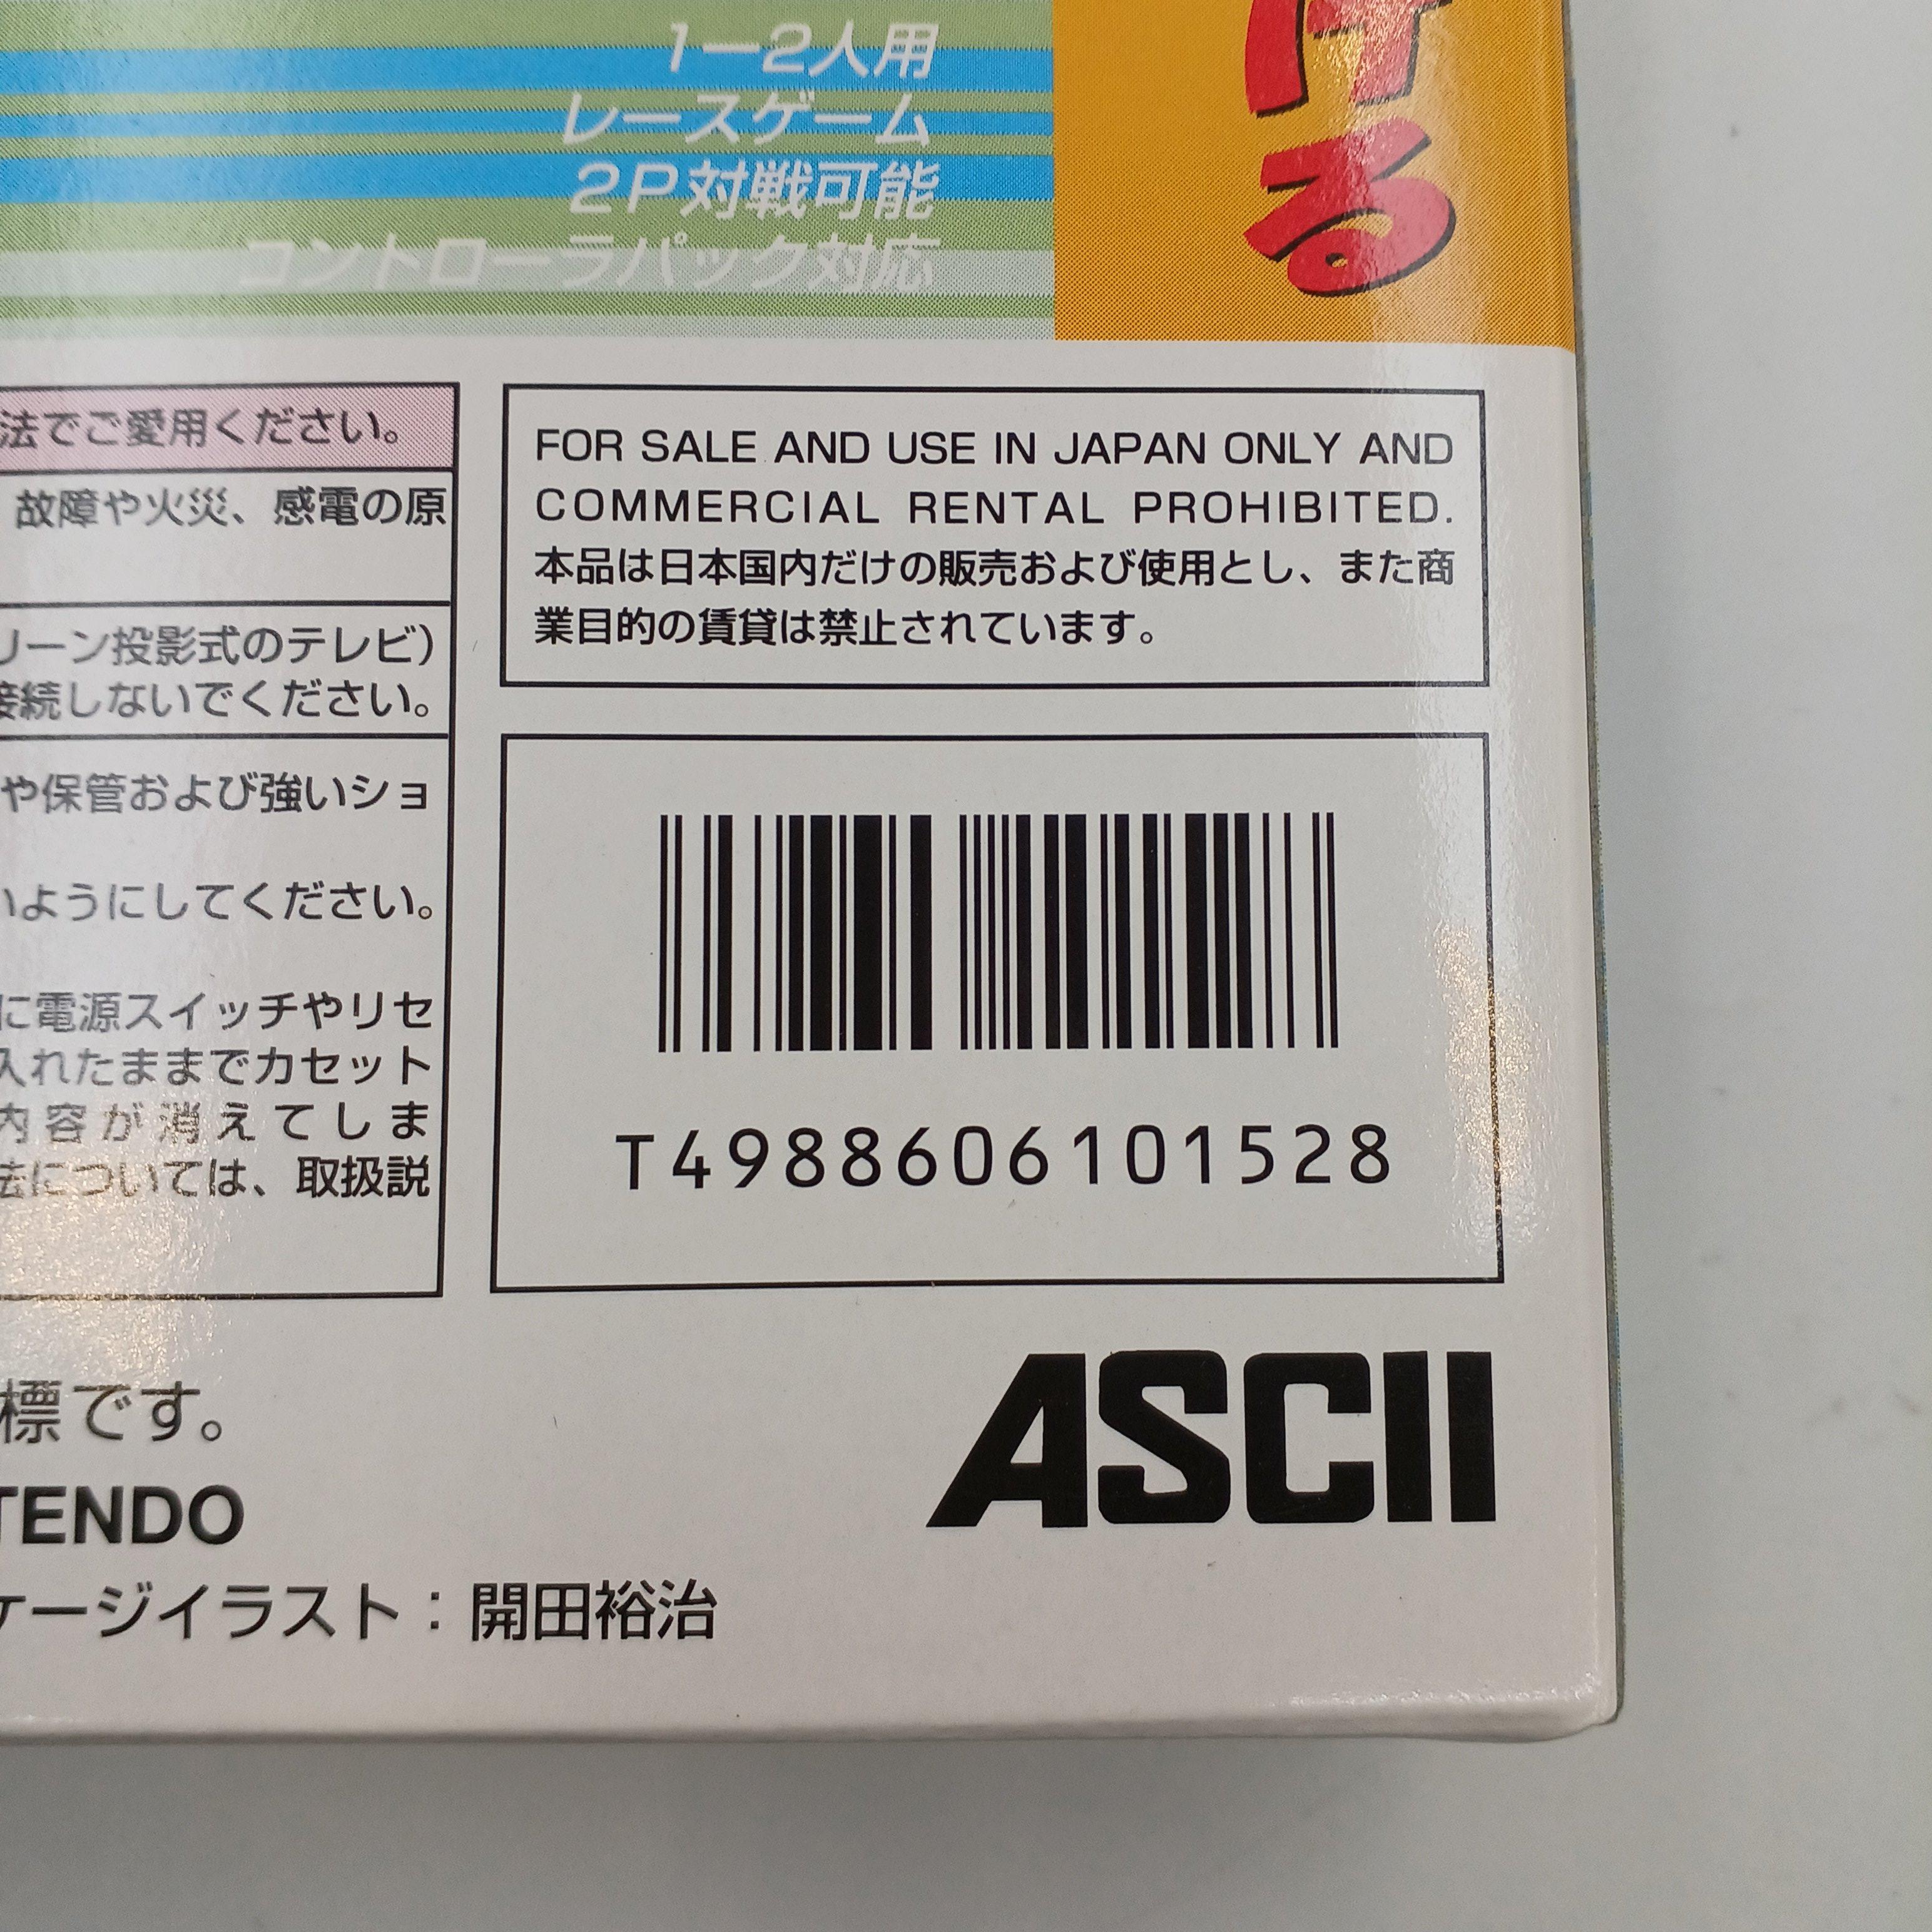 ける
1ー2人用
レースゲーム
2P対戦可能
コントローラパック対応
法でご愛用ください。
故障や火災、感電の原
リーン投影式のテレビ)
接続しないでください。
や保管および強いショ
いようにしてください。
に電源スイッチやリセ
入れたままでカセット
内容が消えてしま
法については、取扱説
FOR SALE AND USE IN JAPAN ONLY AND
COMMERCIAL RENTAL PROHIBITED.
本品は日本国内だけの販売および使用とし、また商
業目的の賃貸は禁止されています。
T4988606101528
標です。
TENDO
ASCII
ケージイラスト：開田裕治